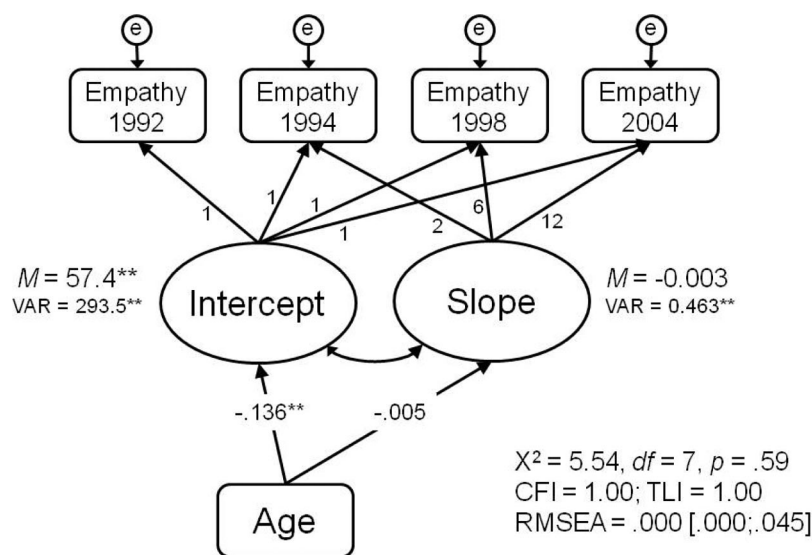 e e e e
Empathy 1992
Empathy 1994
Empathy 1998
Empathy 2004
1 1 1 1 2 6 12
M = 57.4**
VAR = 293.5**
Intercept
Slope
M = -0.003
VAR = 0.463**
-.136**
-.005
Age
X² = 5.54, df = 7, p = .59
CFI = 1.00; TLI = 1.00
RMSEA = .000 [.000;.045]